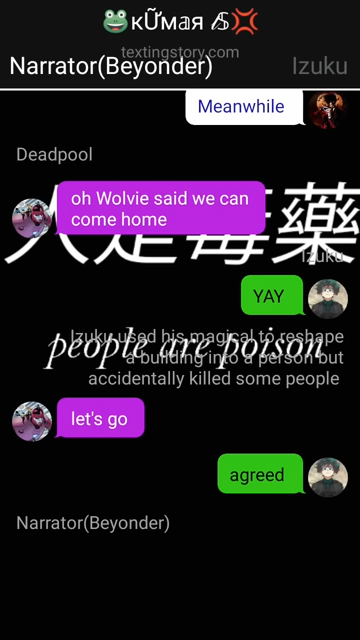 🐸ĸŨмαя 𝓲S💢
textingstory.com
Narrator(Beyonder)
Izuku
Meanwhile
Deadpool
oh Wolvie said we can
come home
人是毒藥
Izuku
YAY
Izuku used his magical to reshape
a building into a person but
accidentally killed some people
people are poison
let's go
agreed
Narrator(Beyonder)